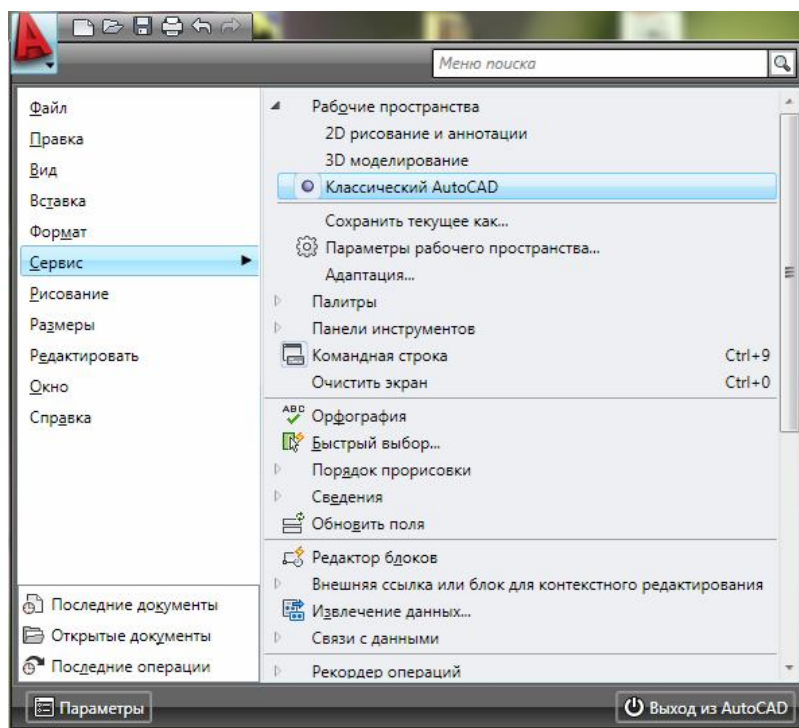 Меню поиска
Файл
Правка
Вид
Вставка
Формат
Сервис
Рисование
Размеры
Редактировать
Окно
Справка
Последние документы
Открытые документы
Последние операции
Рабочие пространства
2D рисование и аннотации
3D моделирование
Классический AutoCAD
Сохранить текущее как...
Параметры рабочего пространства...
Адаптация...
Палитры
Панели инструментов
Командная строка Ctrl+9
Очистить экран Ctrl+0
ABC Орфография
Быстрый выбор...
Порядок прорисовки
Сведения
Обновить поля
Редактор блоков
Внешняя ссылка или блок для контекстного редактирования
Извлечение данных...
Связи с данными
Рекордер операций
Параметры
Выход из AutoCAD